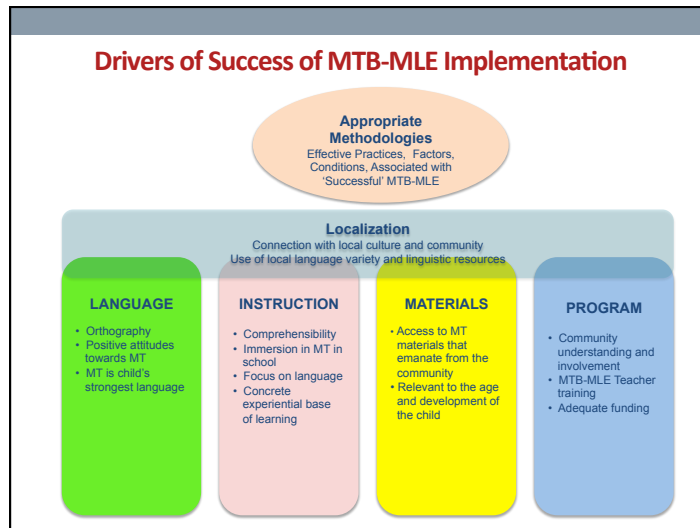 Drivers of Success of MTB-MLE Implementation
Appropriate
Methodologies
Effective Practices, Factors,
Conditions, Associated with
‘Successful’ MTB-MLE
Localization
Connection with local culture and community
Use of local language variety and linguistic resources
LANGUAGE
• Orthography
• Positive attitudes
towards MT
• MT is child’s
strongest language
INSTRUCTION
• Comprehensibility
• Immersion in MT in
school
• Focus on language
• Concrete
experiential base
of learning
MATERIALS
• Access to MT
materials that
emanate from the
community
• Relevant to the age
and development of
the child
PROGRAM
• Community
understanding and
involvement
• MTB-MLE Teacher
training
• Adequate funding